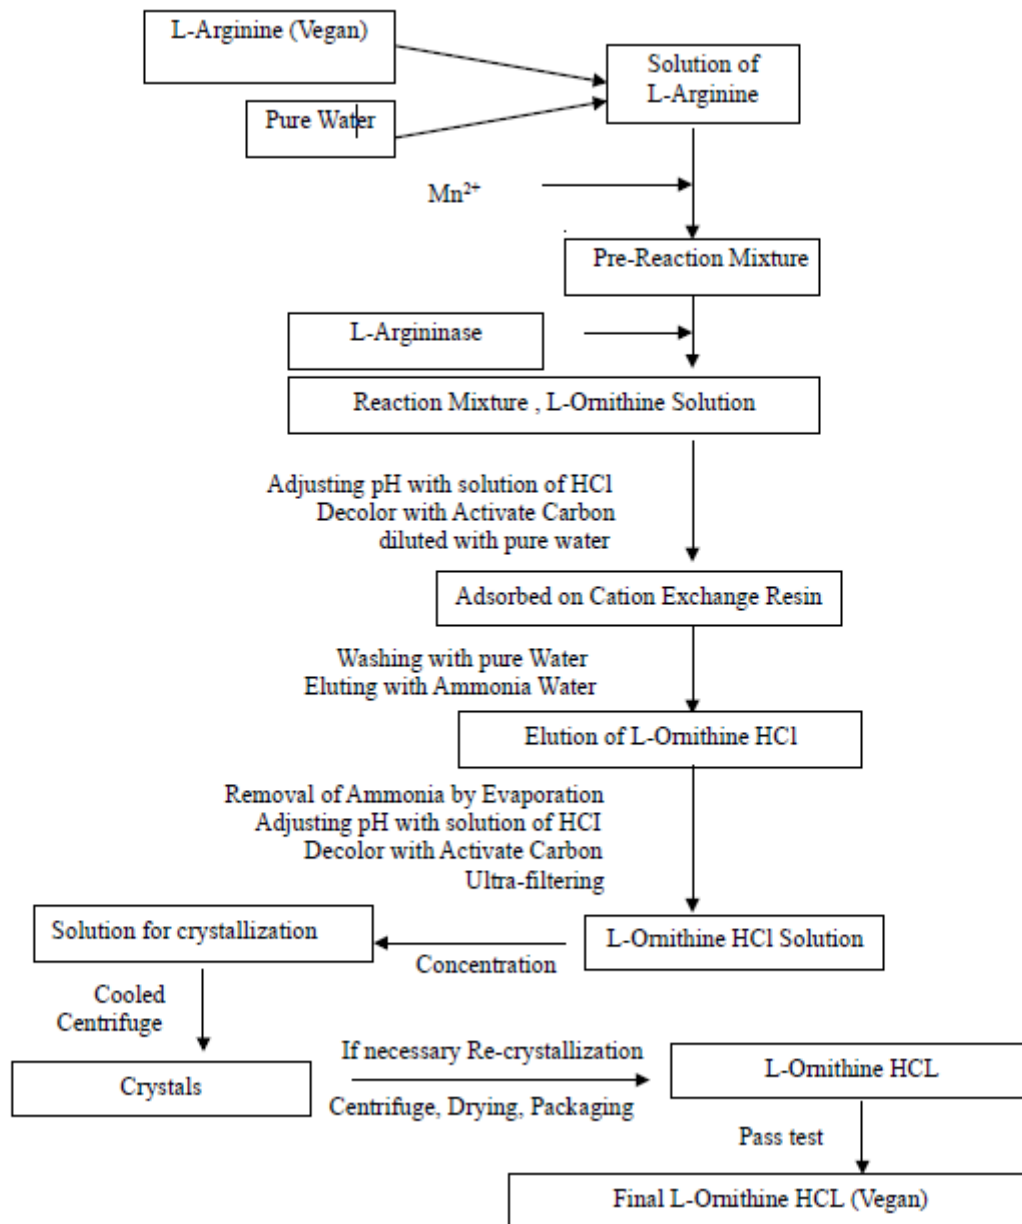 L-Arginine (Vegan)
Solution of
L-Arginine
Pure Water
Mn²⁺
Pre-Reaction Mixture
L-Argininase
Reaction Mixture , L-Ornithine Solution
Adjusting pH with solution of HCl
Decolor with Activate Carbon
diluted with pure water
Adsorbed on Cation Exchange Resin
Washing with pure Water
Eluting with Ammonia Water
Elution of L-Ornithine HCl
Removal of Ammonia by Evaporation
Adjusting pH with solution of HCI
Decolor with Activate Carbon
Ultra-filtering
L-Ornithine HCl Solution
Concentration
Solution for crystallization
Cooled
Centrifuge
Crystals
If necessary Re-crystallization
Centrifuge, Drying, Packaging
L-Ornithine HCL
Pass test
Final L-Ornithine HCL (Vegan)